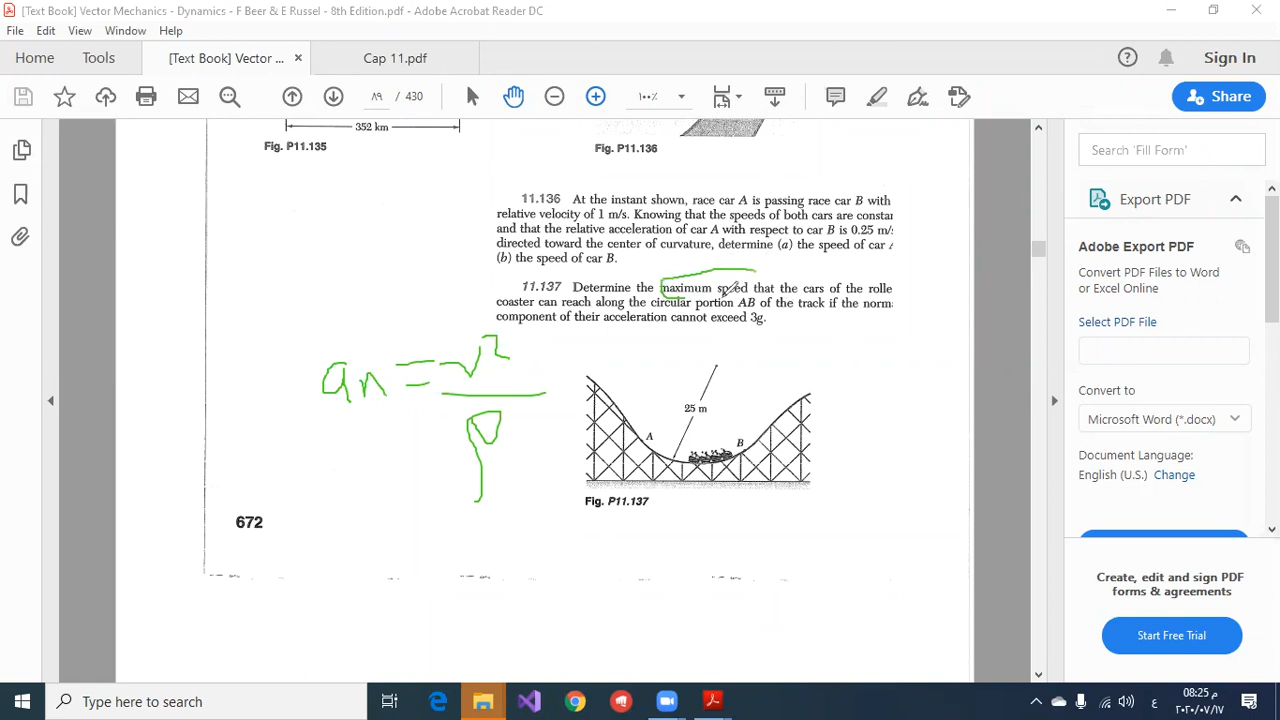 [Text Book] Vector Mechanics - Dynamics - F Beer & E Russel - 8th Edition.pdf - Adobe Acrobat Reader DC
File Edit View Window Help
Home Tools [Text Book] Vector ... × Cap 11.pdf Sign In
٨٩ / 430 ١٠٠٪ Share
352 km
Fig. P11.135
Fig. P11.136
11.136 At the instant shown, race car A is passing race car B with
relative velocity of 1 m/s. Knowing that the speeds of both cars are constan
and that the relative acceleration of car A with respect to car B is 0.25 m/s
directed toward the center of curvature, determine (a) the speed of car A
(b) the speed of car B.
11.137 Determine the maximum speed that the cars of the rolle
coaster can reach along the circular portion AB of the track if the norm
component of their acceleration cannot exceed 3g.
an = v²
ρ
25 m
A
B
Fig. P11.137
672
Search 'Fill Form'
Export PDF
Adobe Export PDF
Convert PDF Files to Word
or Excel Online
Select PDF File
Convert to
Microsoft Word (*.docx)
Document Language:
English (U.S.) Change
Create, edit and sign PDF
forms & agreements
Start Free Trial
Type here to search
ع
08:25 م
٢٠٢٠/٠٧/١٧